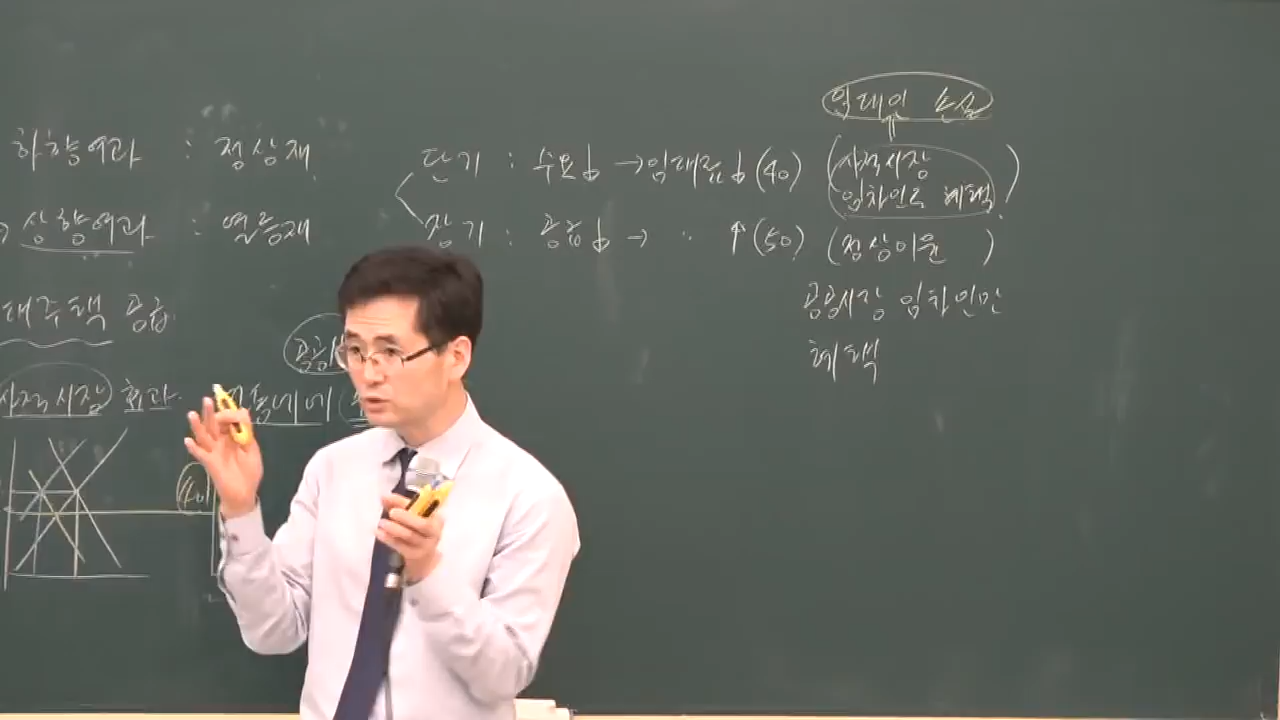 하향여과 : 정상재
상향여과 : 열등재
대주택 공급
사적시장 효과
40
임대인 손실
단기 : 수요↓ → 임대료↓ (40) (사적시장 임차인도 혜택)
장기 : 공급↓ → 〃 ↑ (50) (정상이윤 )
공공시장 임차인만
혜택